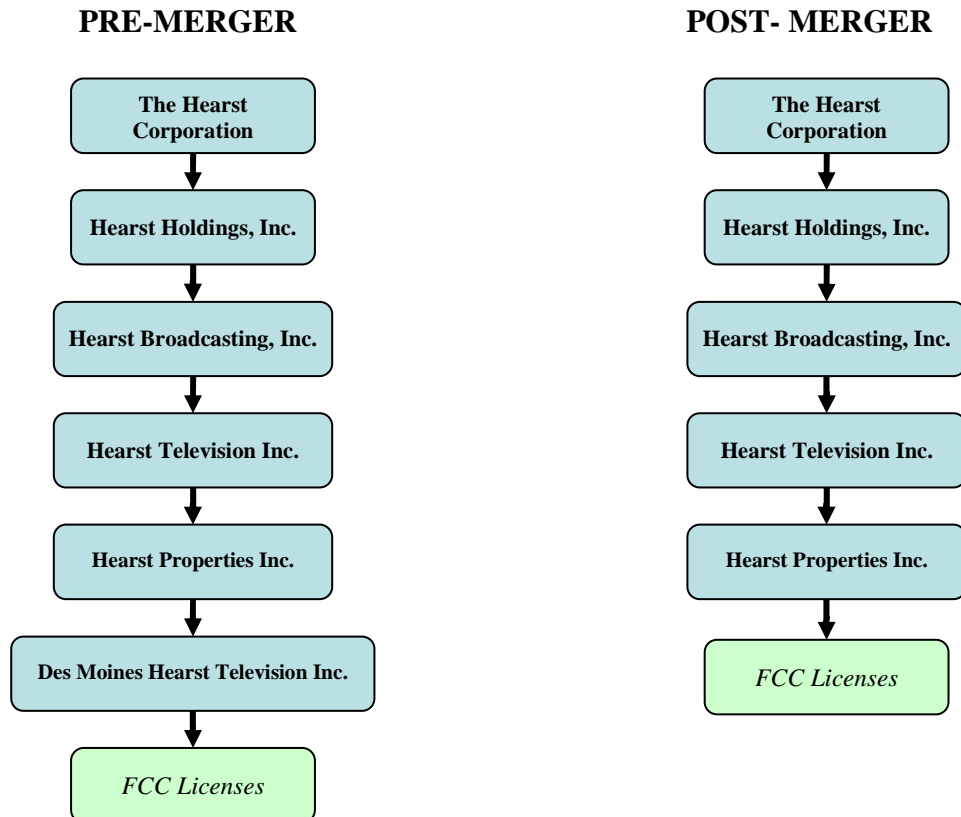 PRE-MERGER
The Hearst
Corporation
Hearst Holdings, Inc.
Hearst Broadcasting, Inc.
Hearst Television Inc.
Hearst Properties Inc.
Des Moines Hearst Television Inc.
FCC Licenses
POST- MERGER
The Hearst
Corporation
Hearst Holdings, Inc.
Hearst Broadcasting, Inc.
Hearst Television Inc.
Hearst Properties Inc.
FCC Licenses